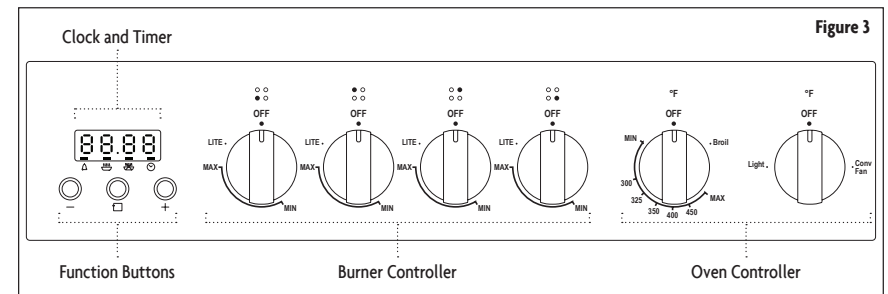 Figure 3
Clock and Timer
88.88
− +
Function Buttons
OFF
LITE
MAX
MIN
OFF
LITE
MAX
MIN
OFF
LITE
MAX
MIN
OFF
LITE
MAX
MIN
Burner Controller
°F
OFF
MIN
Broil
300
325
350
400
450
MAX
°F
OFF
Light
Conv
Fan
Oven Controller